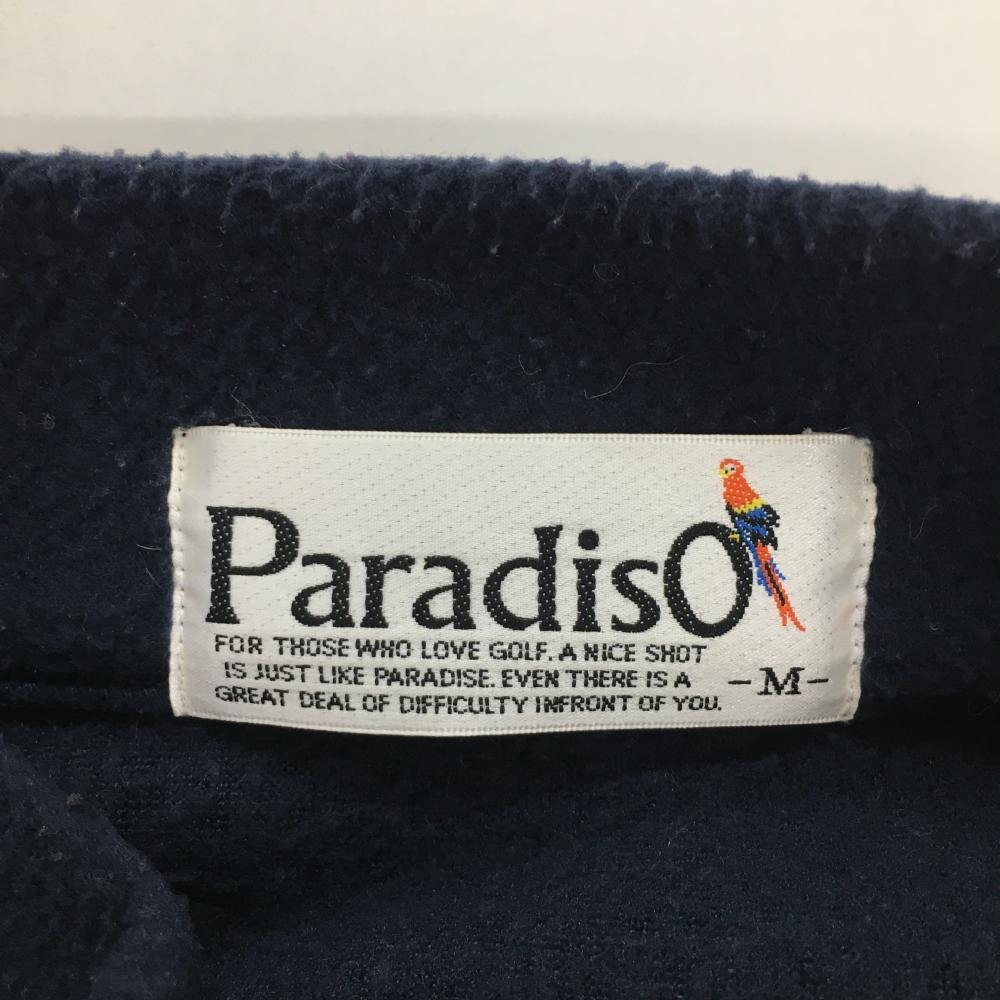 ParadisO
FOR THOSE WHO LOVE GOLF. A NICE SHOT
IS JUST LIKE PARADISE. EVEN THERE IS A
GREAT DEAL OF DIFFICULTY INFRONT OF YOU.
-M-